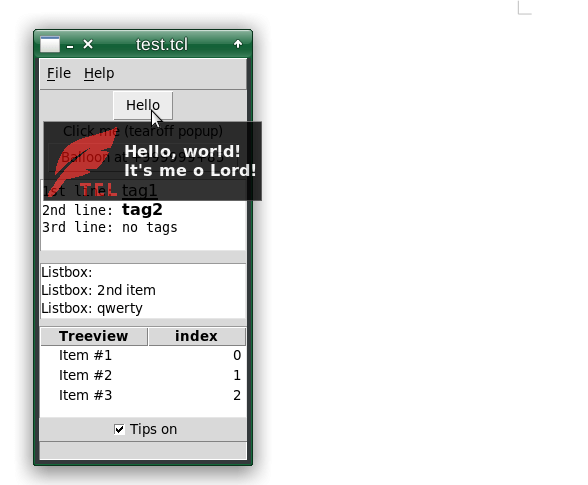 test.tcl
File Help
Hello
Click me (tearoff popup)
Hello, world!
It's me o Lord!
Balloon at
TCL
1st line: tag1
2nd line: tag2
3rd line: no tags
Listbox:
Listbox: 2nd item
Listbox: qwerty
Treeview index
Item #1 0
Item #2 1
Item #3 2
Tips on